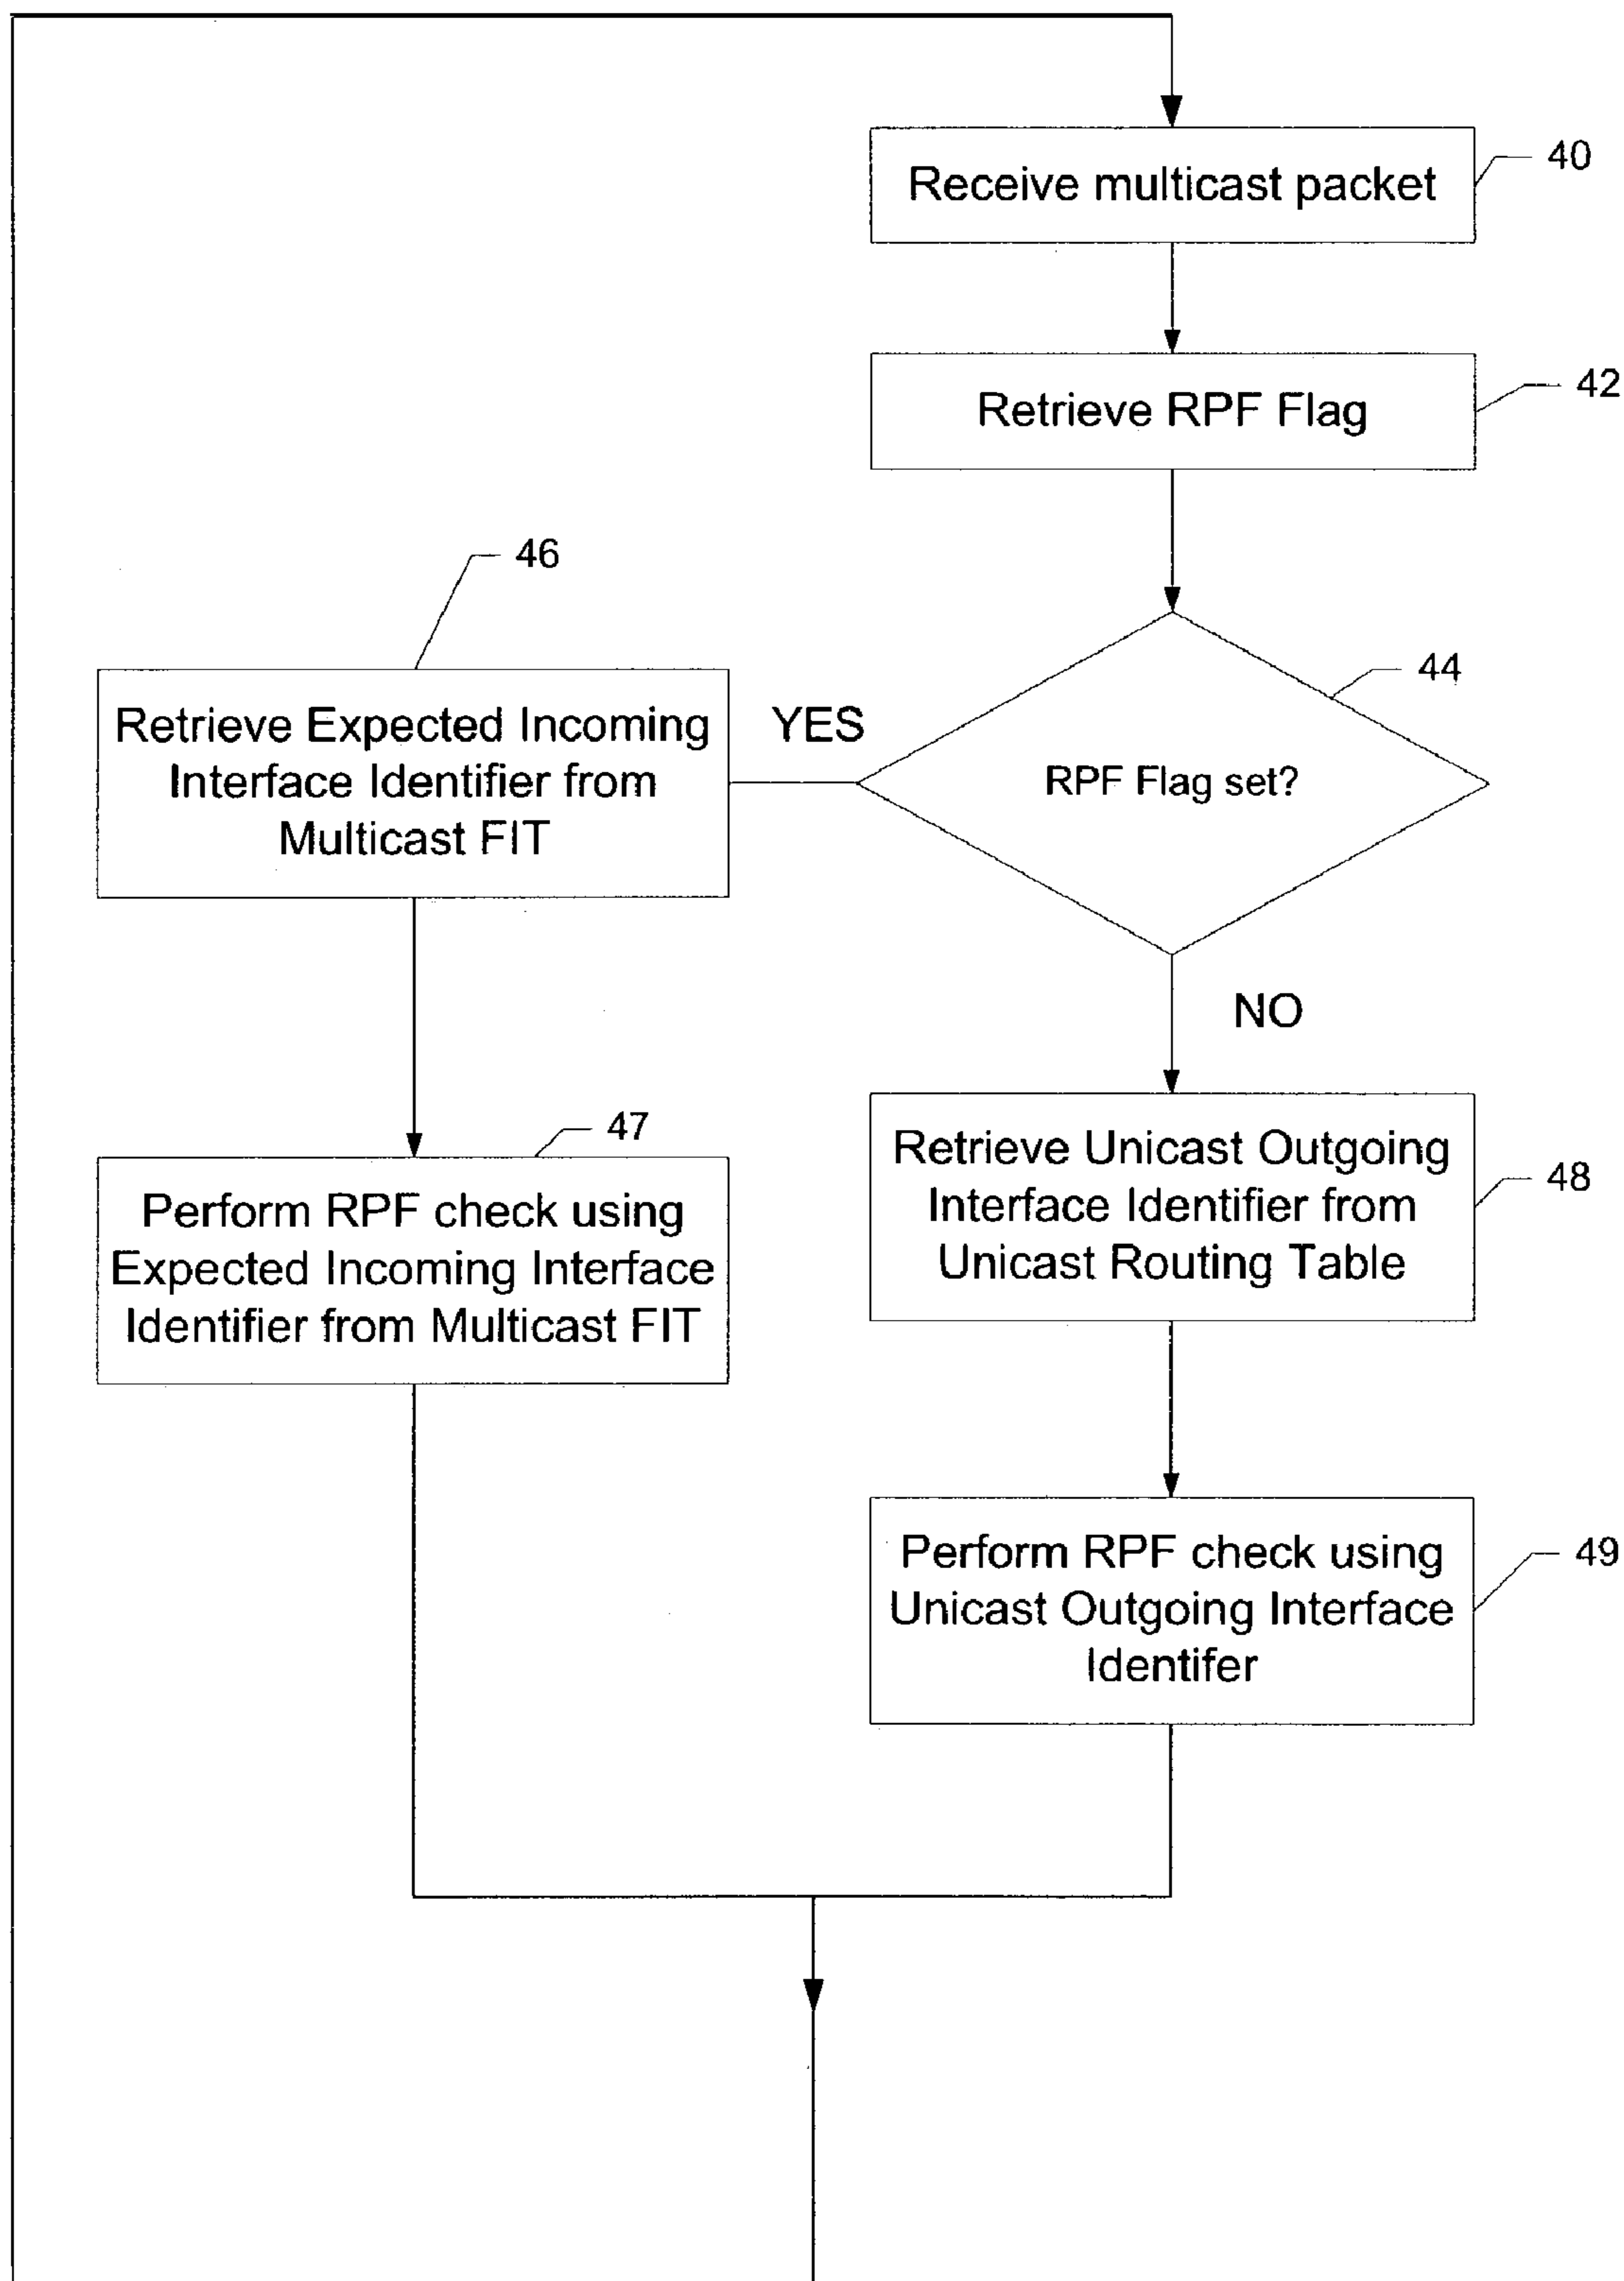 Receive multicast packet
40
Retrieve RPF Flag
42
46
44
Retrieve Expected Incoming
Interface Identifier from
Multicast FIT
YES
RPF Flag set?
NO
47
Perform RPF check using
Expected Incoming Interface
Identifier from Multicast FIT
Retrieve Unicast Outgoing
Interface Identifier from
Unicast Routing Table
48
Perform RPF check using
Unicast Outgoing Interface
Identifer
49